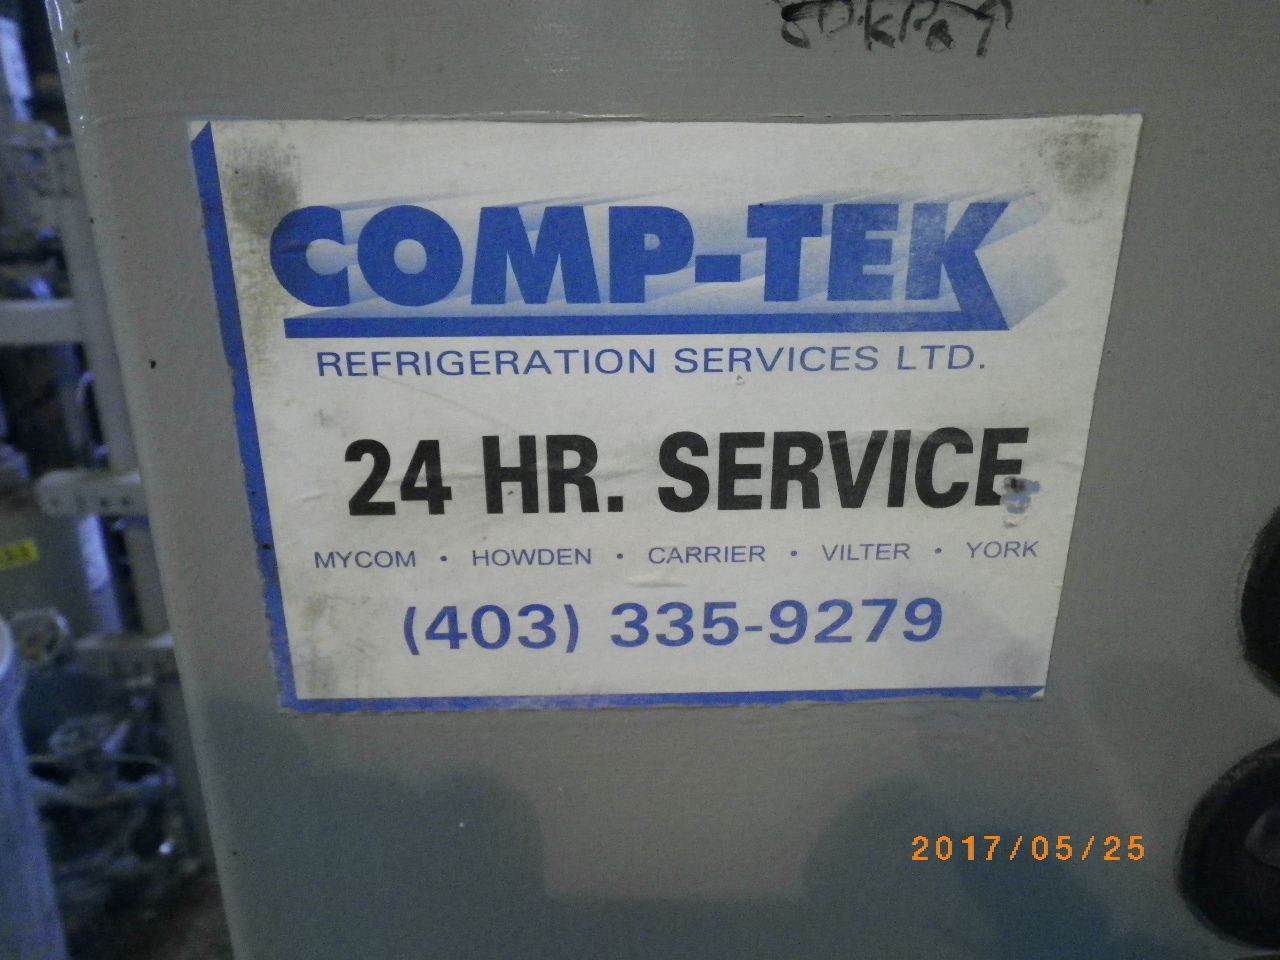 COMP-TEK
REFRIGERATION SERVICES LTD.
24 HR. SERVICE
MYCOM • HOWDEN • CARRIER • VILTER • YORK
(403) 335-9279
2017/05/25